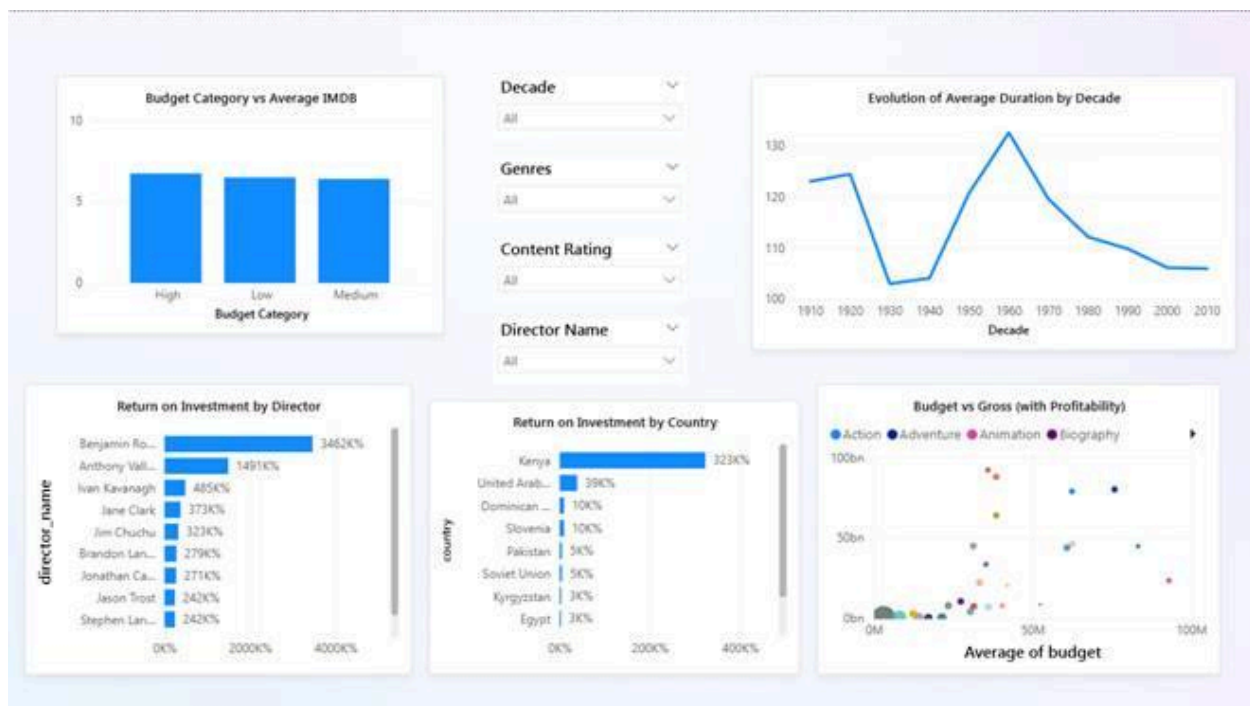 Budget Category vs Average IMDB
10
5
0
High Low Medium
Budget Category
Decade
All
Genres
All
Content Rating
All
Director Name
All
Evolution of Average Duration by Decade
130
120
110
100
1910 1920 1930 1940 1950 1960 1970 1980 1990 2000 2010
Decade
Return on Investment by Director
director_name
Benjamin Ro... 3462K%
Anthony Vall... 1491K%
Ivan Kavanagh 485K%
Jane Clark 373K%
Jim Chuchu 323K%
Brandon Lan... 279K%
Jonathan Ca... 271K%
Jason Trost 242K%
Stephen Lan... 242K%
0K% 2000K% 4000K%
Return on Investment by Country
country
Kenya 323K%
United Arab... 39K%
Dominican ... 10K%
Slovenia 10K%
Pakistan 5K%
Soviet Union 5K%
Kyrgyzstan 3K%
Egypt 3K%
0K% 200K% 400K%
Budget vs Gross (with Profitability)
Action Adventure Animation Biography
100bn
50bn
0bn
0M 50M 100M
Average of budget